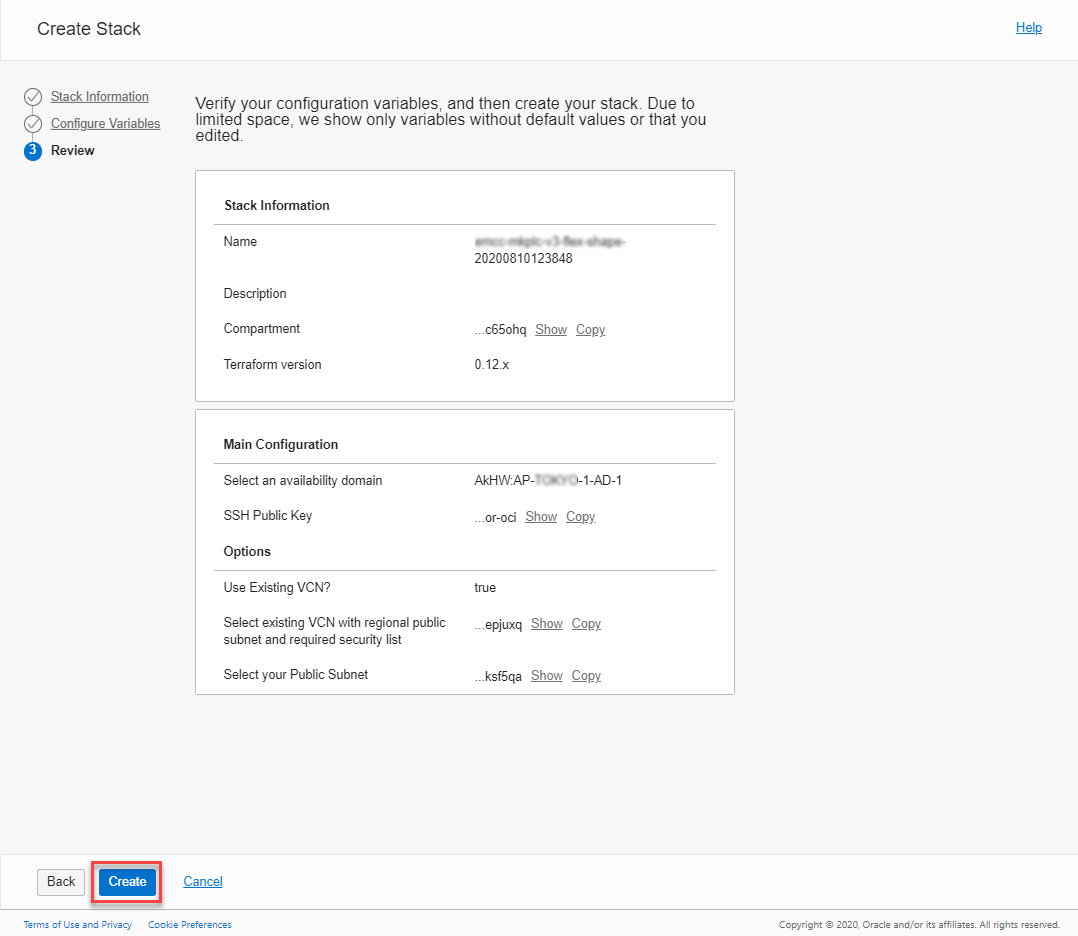 Create Stack
Help
Stack Information
Configure Variables
3 Review
Verify your configuration variables, and then create your stack. Due to
limited space, we show only variables without default values or that you
edited.
Stack Information
Name
20200810123848
Description
Compartment ...c65ohq Show Copy
Terraform version 0.12.x
Main Configuration
Select an availability domain AkHW:AP-TOKYO-1-AD-1
SSH Public Key ...or-oci Show Copy
Options
Use Existing VCN? true
Select existing VCN with regional public ...epjuxq Show Copy
subnet and required security list
Select your Public Subnet ...ksf5qa Show Copy
Back Create Cancel
Terms of Use and Privacy Cookie Preferences Copyright © 2020, Oracle and/or its affiliates. All rights reserved.